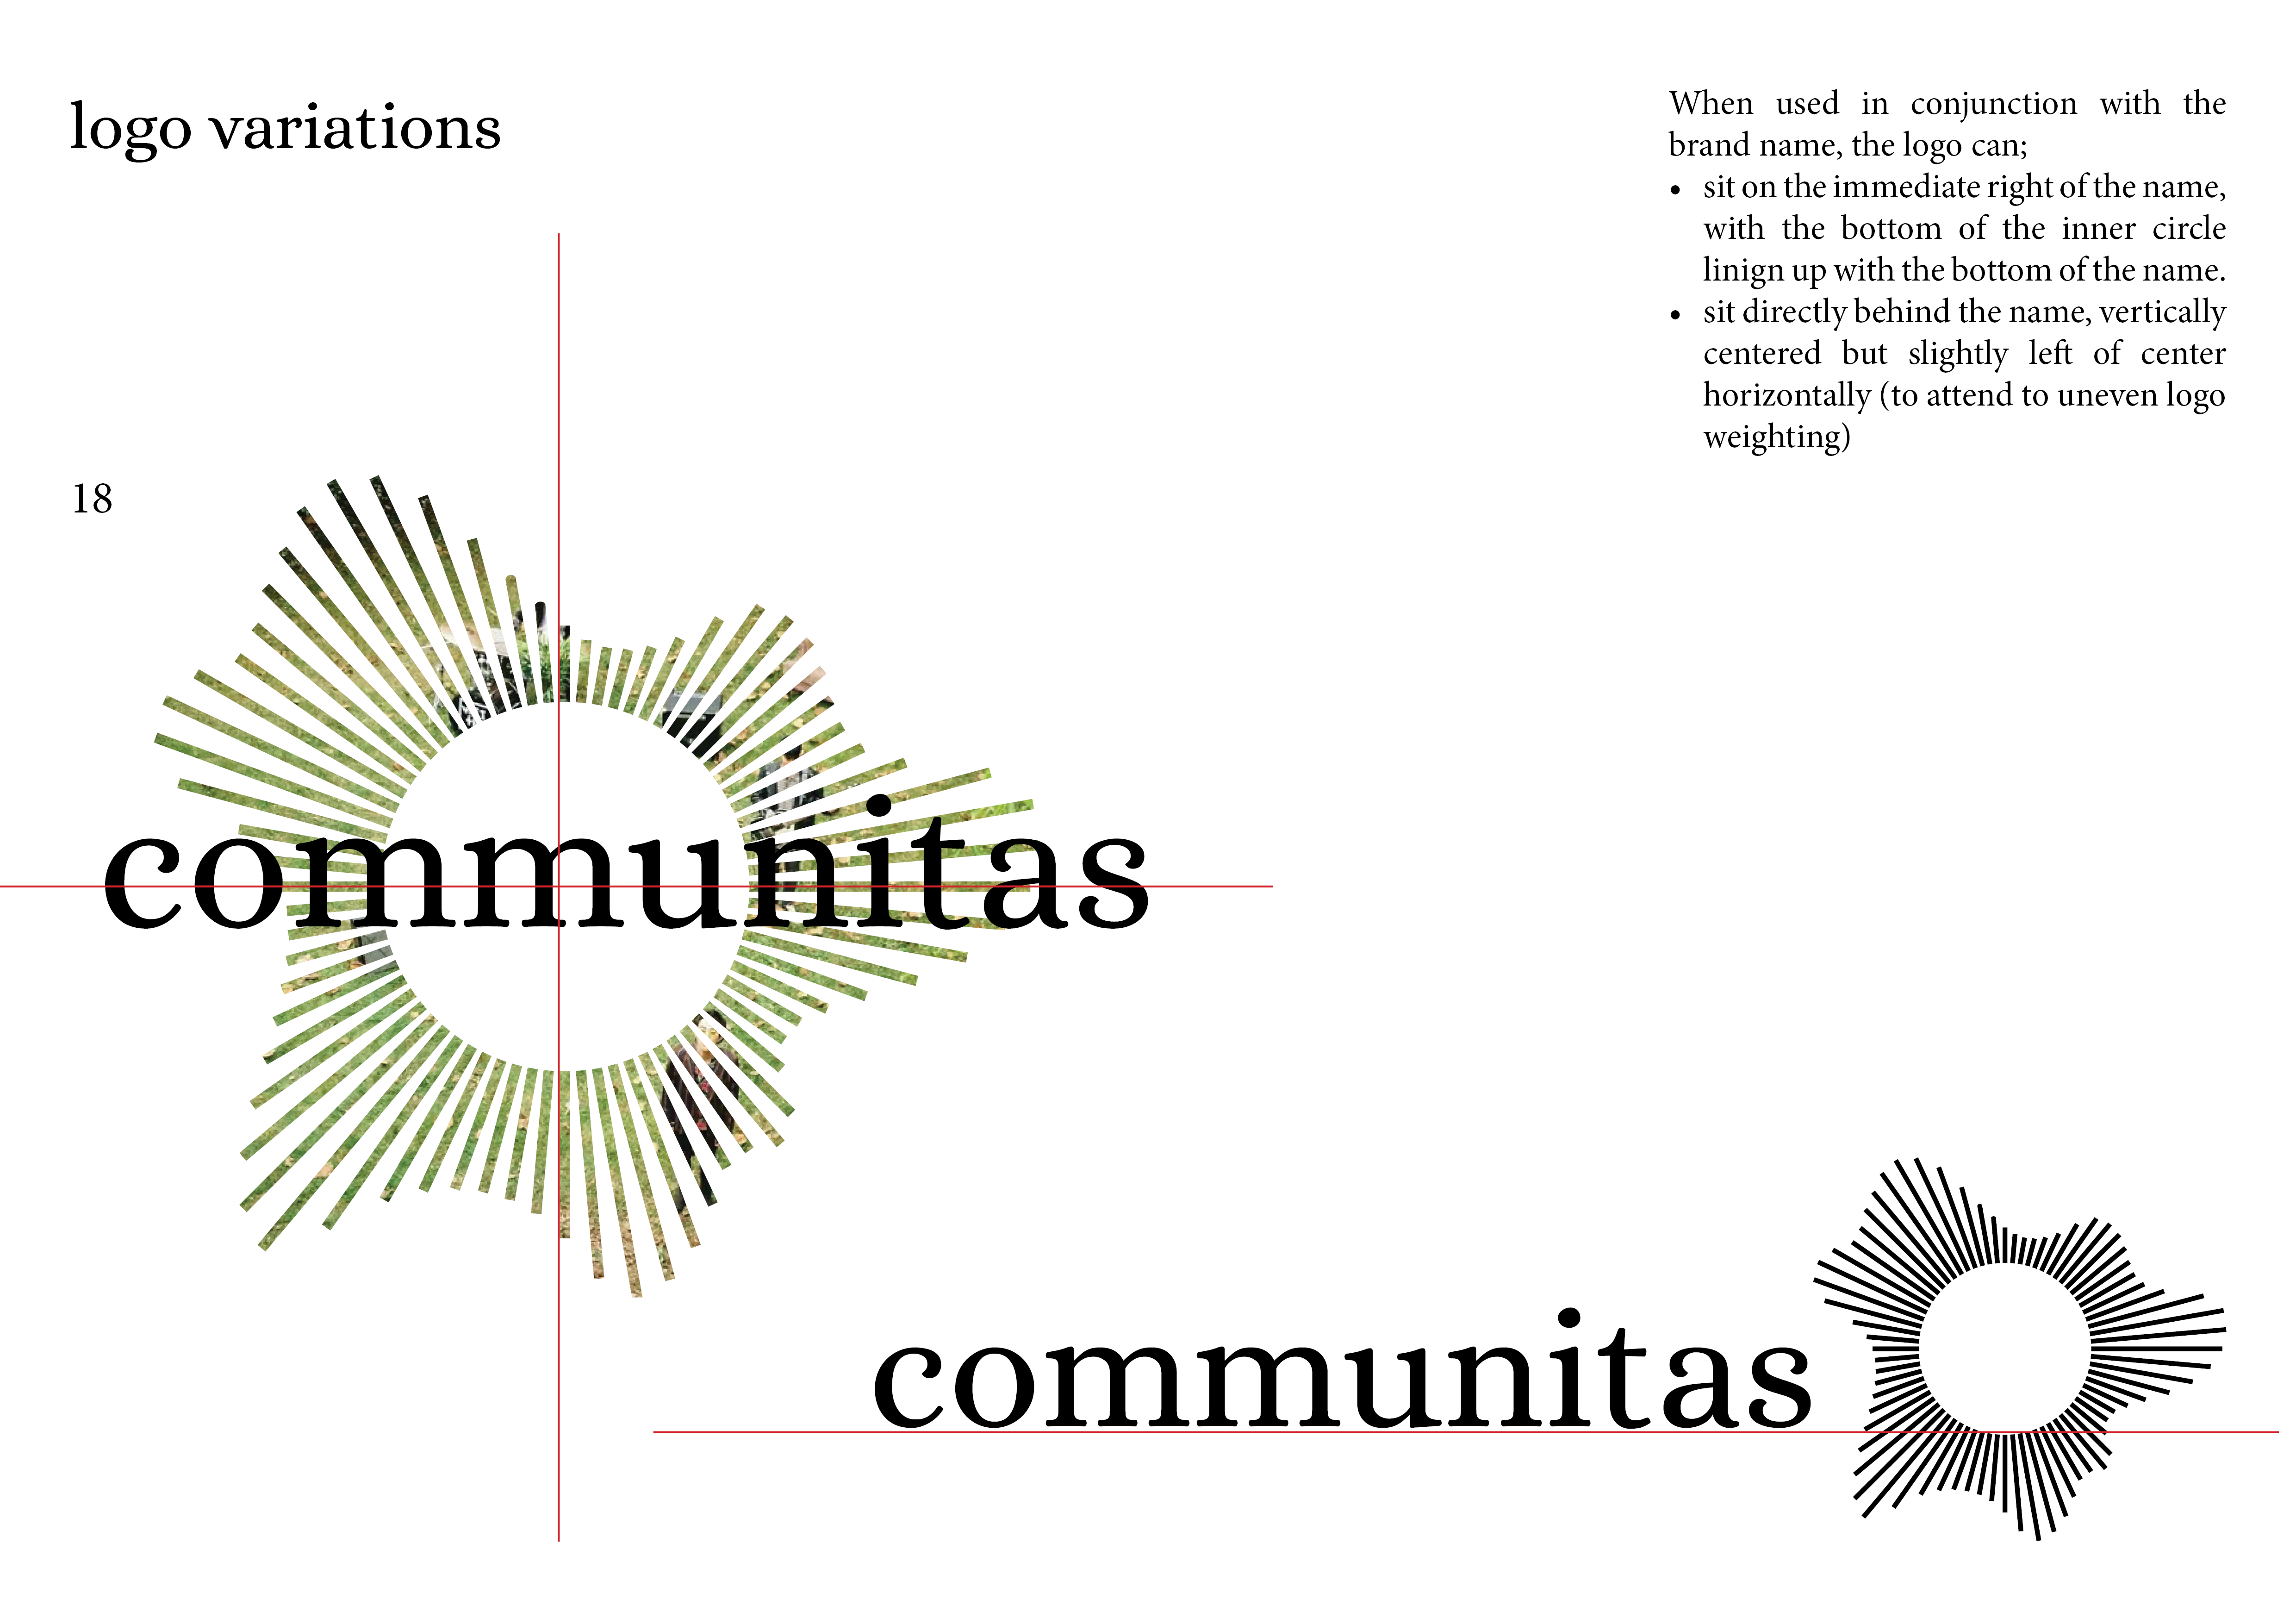 logo variations
When used in conjunction with the
brand name, the logo can;
• sit on the immediate right of the name,
with the bottom of the inner circle
linign up with the bottom of the name.
• sit directly behind the name, vertically
centered but slightly left of center
horizontally (to attend to uneven logo
weighting)
18
communitas
communitas